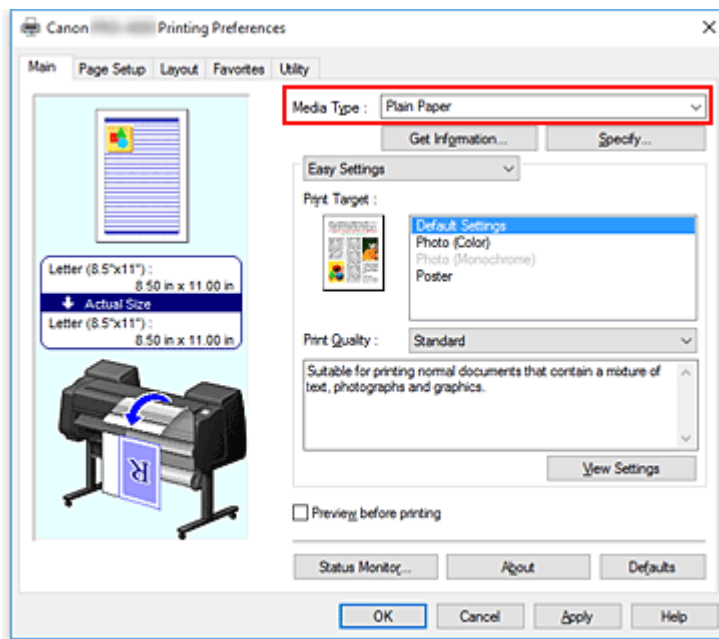 Canon Printing Preferences
Main Page Setup Layout Favorites Utility
Media Type : Plain Paper
Get Information... Specify...
Easy Settings
Print Target :
Default Settings
Photo (Color)
Photo (Monochrome)
Poster
Letter (8.5"x11") :
8.50 in x 11.00 in
Actual Size
Letter (8.5"x11") :
8.50 in x 11.00 in
Print Quality : Standard
Suitable for printing normal documents that contain a mixture of
text, photographs and graphics.
R
View Settings
Preview before printing
Status Monitor... About Defaults
OK Cancel Apply Help